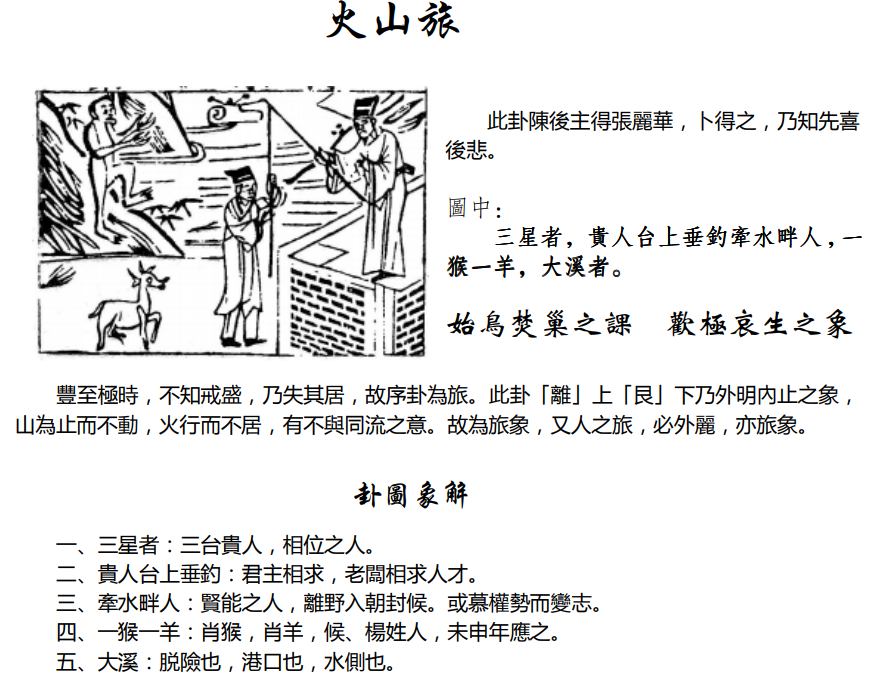 火山旅
此卦陳後主得張麗華，卜得之，乃知先喜
後悲。
圖中：
三星者，貴人台上垂釣牽水畔人，一
猴一羊，大溪者。
始鳥焚巢之課　歡極哀生之象
豐至極時，不知戒盛，乃失其居，故序卦為旅。此卦「離」上「艮」下乃外明內止之象，
山為止而不動，火行而不居，有不與同流之意。故為旅象，又人之旅，必外麗，亦旅象。
卦圖象解
一、三星者：三台貴人，相位之人。
二、貴人台上垂釣：君主相求，老闆相求人才。
三、牽水畔人：賢能之人，離野入朝封候。或慕權勢而變志。
四、一猴一羊：肖猴，肖羊，候、楊姓人，未申年應之。
五、大溪：脱險也，港口也，水側也。